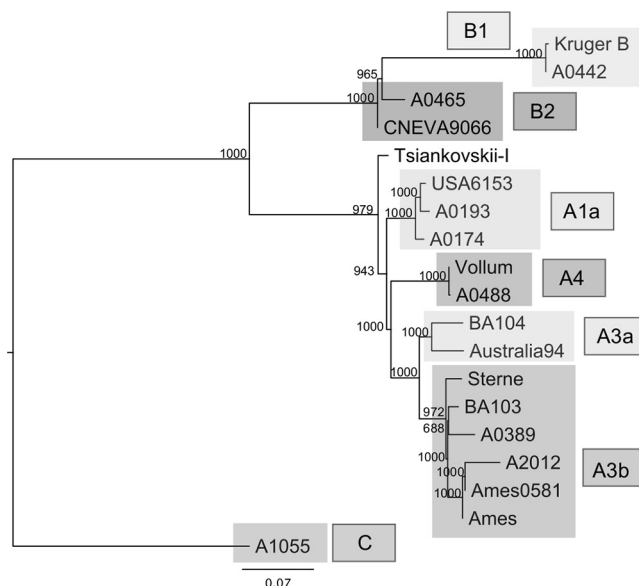 B1
1000
Kruger B
A0442
965
1000
A0465
B2
CNEVA9066
1000
Tsiankovskii-I
USA6153
1000
A0193
A1a
979
A0174
943
Vollum
1000
A4
A0488
BA104
1000
1000
A3a
Australia94
1000
Sterne
972
BA103
688
A0389
1000
A2012
A3b
1000
Ames0581
1000
Ames
A1055
C
0.07